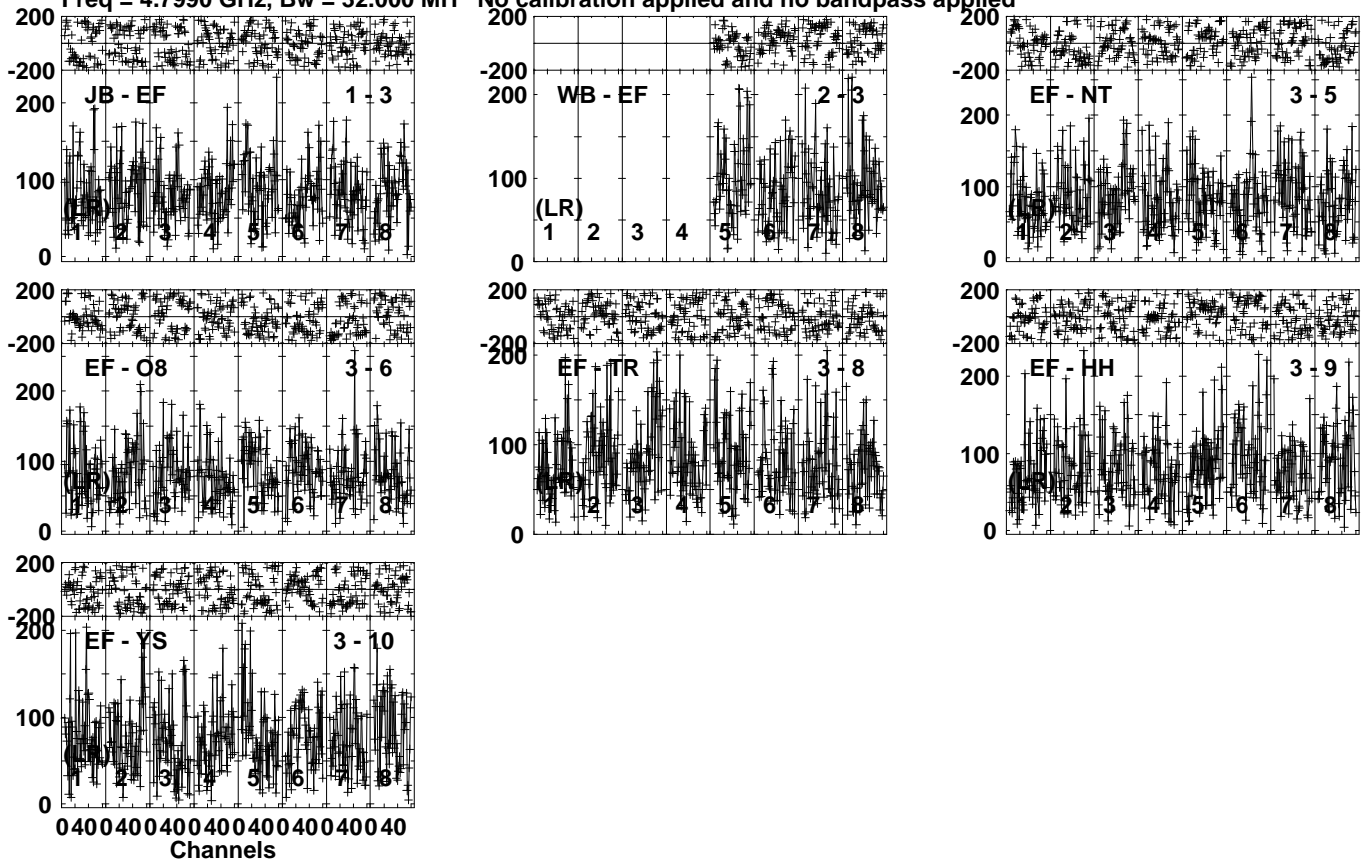 Freq = 4.7990 GHz, Bw = 32.000 MH No calibration applied and no bandpass applied
200
-200
JB - EF 1 - 3
200
100
0
(LR)
1 2 3 4 5 6 7 8
200
-200
WB - EF 2 - 3
200
100
0
(LR)
1 2 3 4 5 6 7 8
200
-200
EF - NT 3 - 5
200
100
0
(LR)
1 2 3 4 5 6 7 8
200
-200
EF - O8 3 - 6
200
100
0
(LR)
1 2 3 4 5 6 7 8
200
-200
EF - TR 3 - 8
200
100
0
(LR)
1 2 3 4 5 6 7 8
200
-200
EF - HH 3 - 9
200
100
0
(LR)
1 2 3 4 5 6 7 8
200
-200
EF - YS 3 - 10
200
100
0
(LR)
1 2 3 4 5 6 7 8
0 40 0 40 0 40 0 40 0 40 0 40 0 40 0 40
Channels